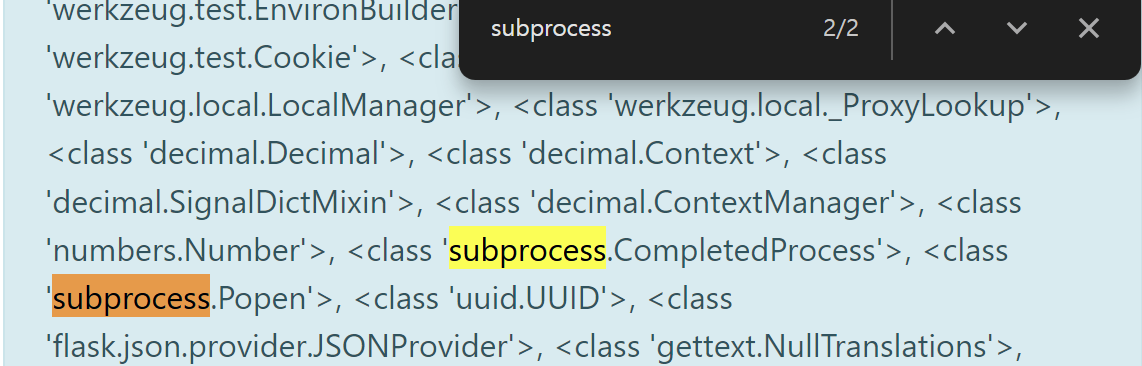 'werkzeug.test.EnvironBuilder
subprocess 2/2
'werkzeug.test.Cookie'>, <cla
'werkzeug.local.LocalManager'>, <class 'werkzeug.local._ProxyLookup'>,
<class 'decimal.Decimal'>, <class 'decimal.Context'>, <class
'decimal.SignalDictMixin'>, <class 'decimal.ContextManager'>, <class
'numbers.Number'>, <class 'subprocess.CompletedProcess'>, <class
'subprocess.Popen'>, <class 'uuid.UUID'>, <class
'flask.json.provider.JSONProvider'>, <class 'gettext.NullTranslations'>,